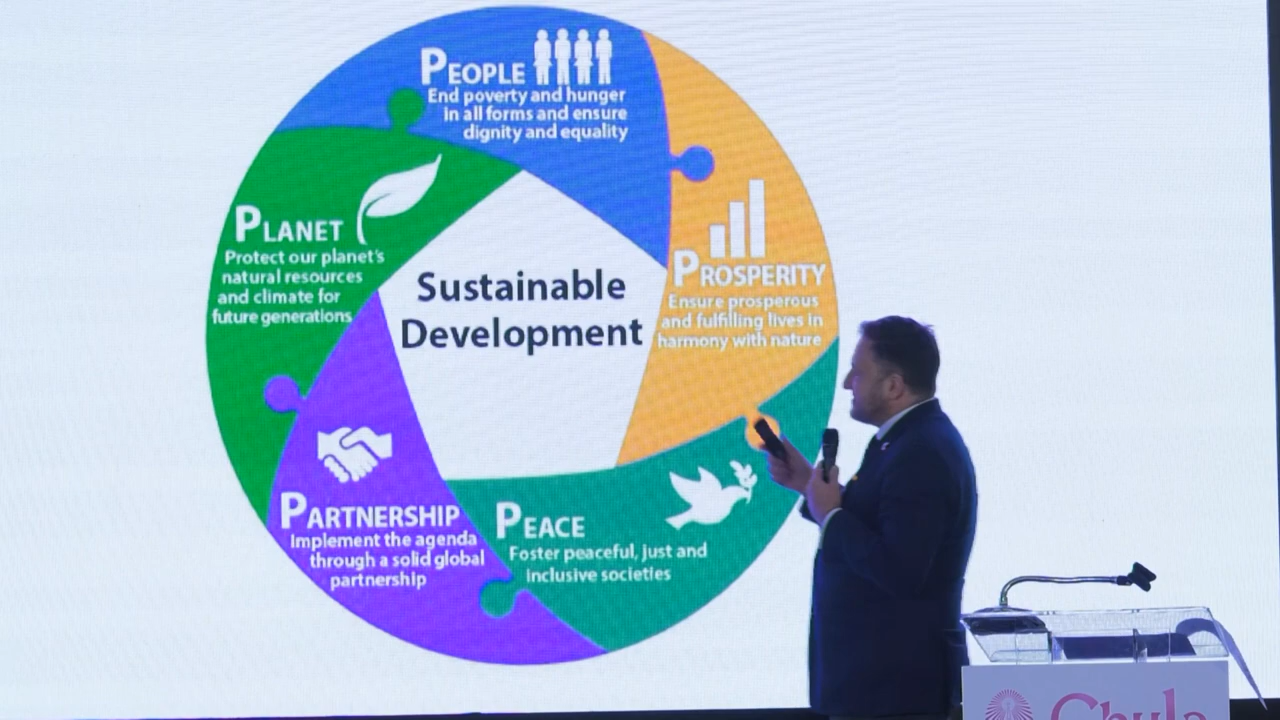 PEOPLE
End poverty and hunger
in all forms and ensure
dignity and equality
PROSPERITY
Ensure prosperous
and fulfilling lives in
harmony with nature
PLANET
Protect our planet's
natural resources
and climate for
future generations
Sustainable
Development
PARTNERSHIP
Implement the agenda
through a solid global
partnership
PEACE
Foster peaceful, just and
inclusive societies
Chula